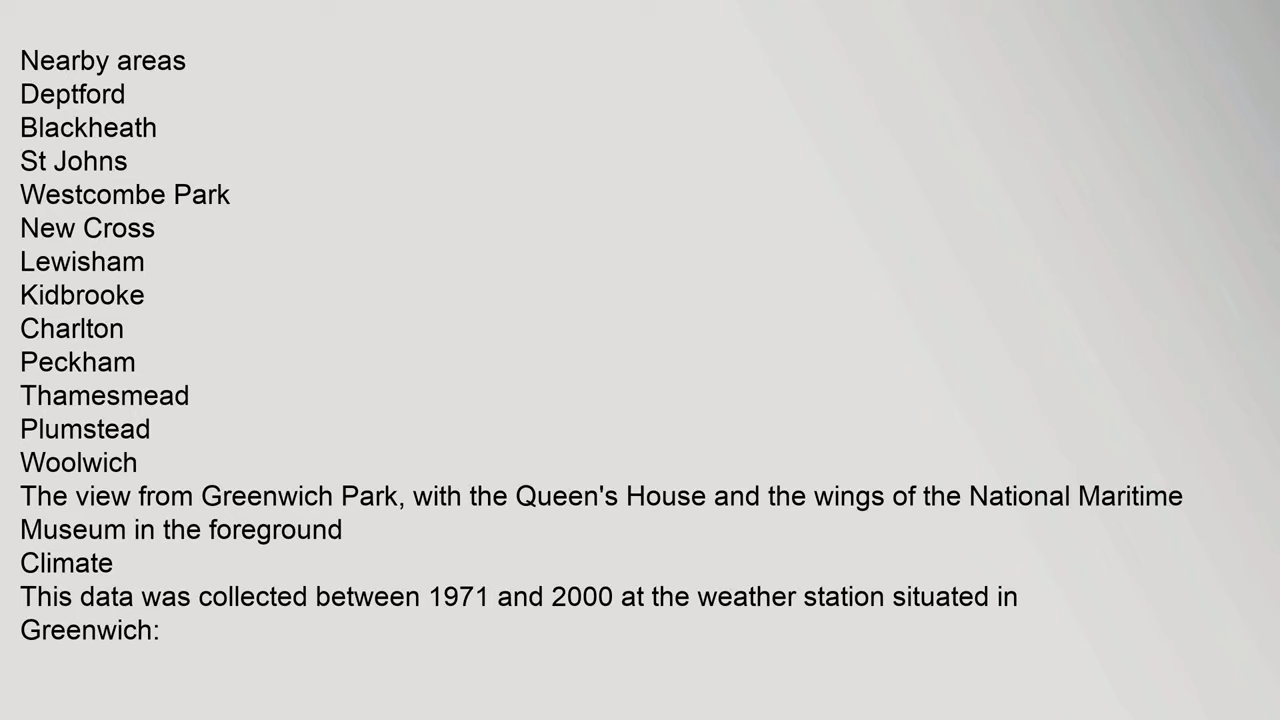 Nearby areas
Deptford
Blackheath
St Johns
Westcombe Park
New Cross
Lewisham
Kidbrooke
Charlton
Peckham
Thamesmead
Plumstead
Woolwich
The view from Greenwich Park, with the Queen's House and the wings of the National Maritime
Museum in the foreground
Climate
This data was collected between 1971 and 2000 at the weather station situated in
Greenwich: